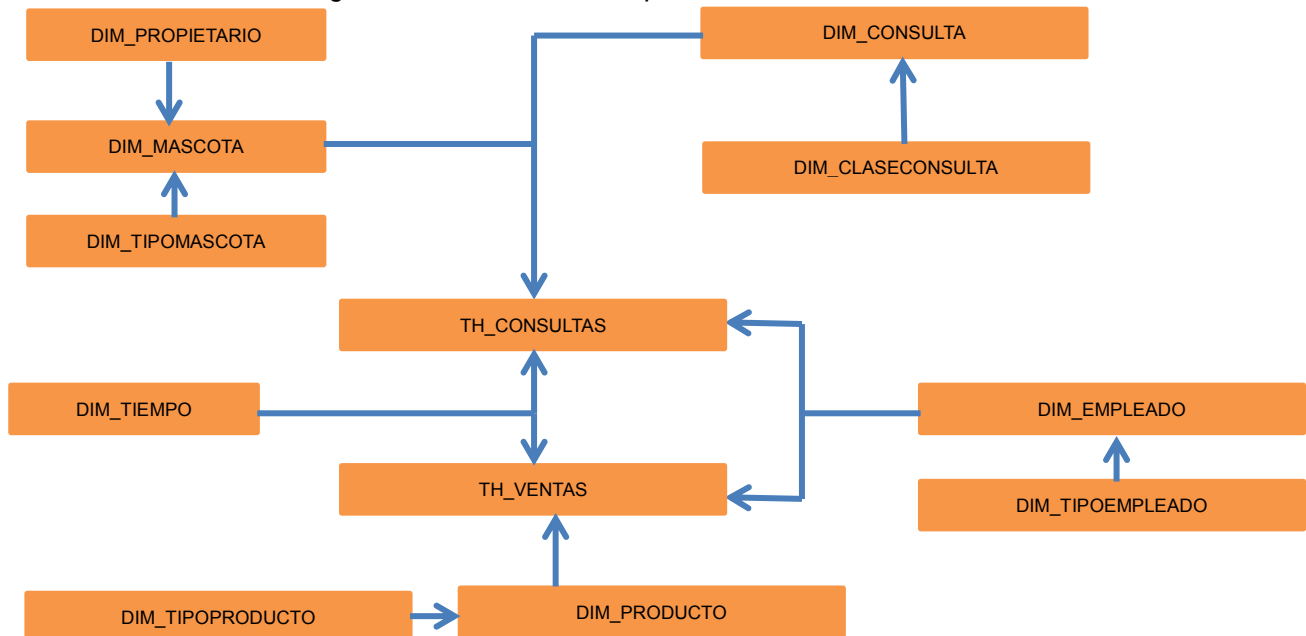 DIM_PROPIETARIO
DIM_CONSULTA
DIM_MASCOTA
DIM_CLASECONSULTA
DIM_TIPOMASCOTA
TH_CONSULTAS
DIM_TIEMPO
DIM_EMPLEADO
TH_VENTAS
DIM_TIPOEMPLEADO
DIM_TIPOPRODUCTO
DIM_PRODUCTO